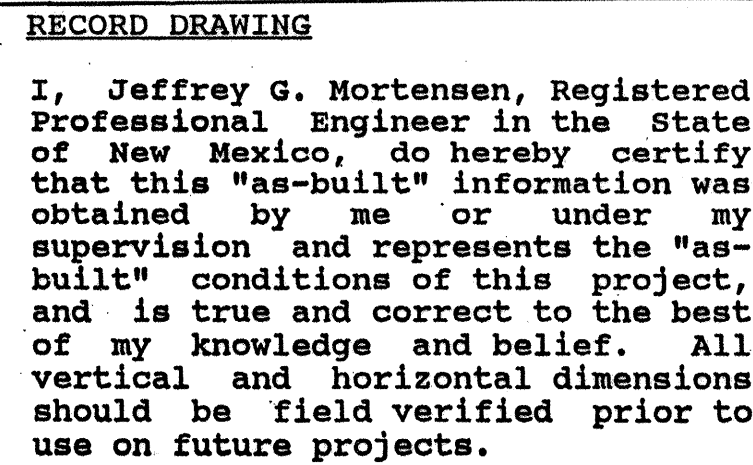 RECORD DRAWING
I, Jeffrey G. Mortensen, Registered
Professional Engineer in the State
of New Mexico, do hereby certify
that this "as-built" information was
obtained by me or under my
supervision and represents the "as-
built" conditions of this project,
and is true and correct to the best
of my knowledge and belief. All
vertical and horizontal dimensions
should be field verified prior to
use on future projects.